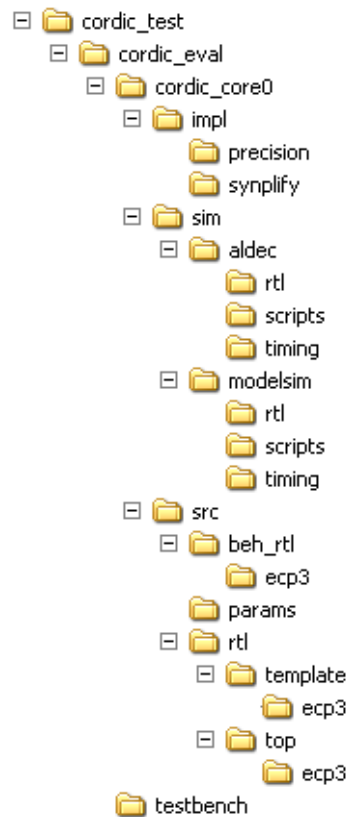 cordic_test
cordic_eval
cordic_core0
impl
precision
synplify
sim
aldec
rtl
scripts
timing
modelsim
rtl
scripts
timing
src
beh_rtl
ecp3
params
rtl
template
ecp3
top
ecp3
testbench